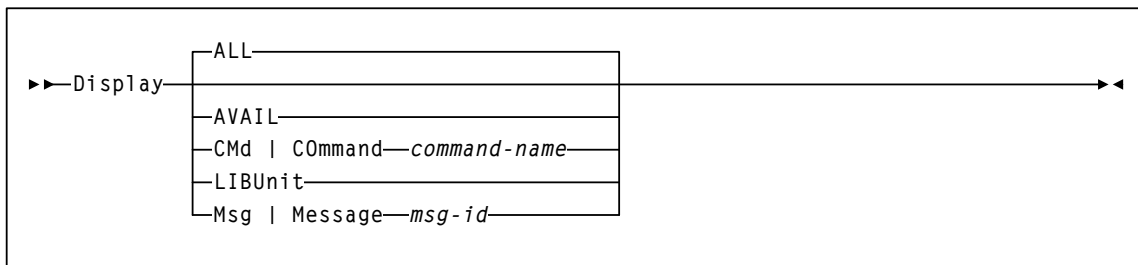 ALL
Display
AVAIL
CMd | COmmand command-name
LIBUnit
Msg | Message msg-id